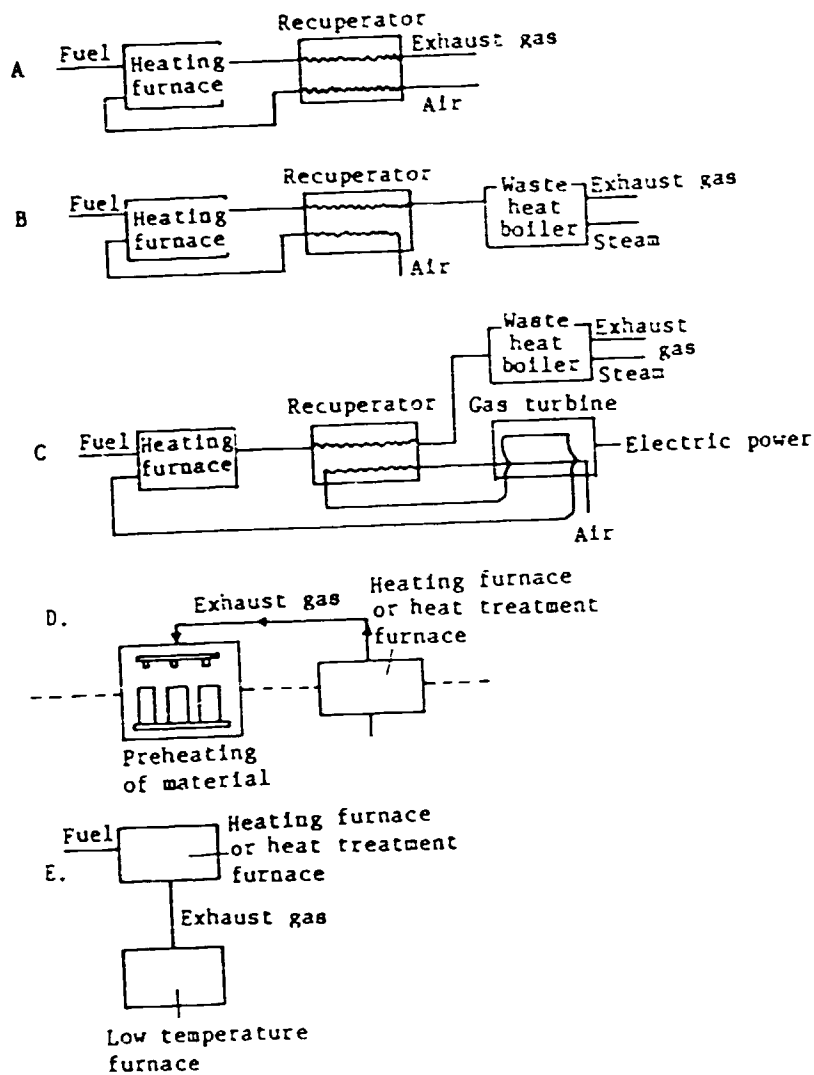 A
Fuel
Heating
furnace
Recuperator
Exhaust gas
Air
B
Fuel
Heating
furnace
Recuperator
Air
Waste
heat
boiler
Exhaust gas
Steam
C
Fuel
Heating
furnace
Recuperator
Waste
heat
boiler
Exhaust
gas
Steam
Gas turbine
Electric power
Air
D.
Exhaust gas
Heating furnace
or heat treatment
furnace
Preheating
of material
E.
Fuel
Heating furnace
or heat treatment
furnace
Exhaust gas
Low temperature
furnace